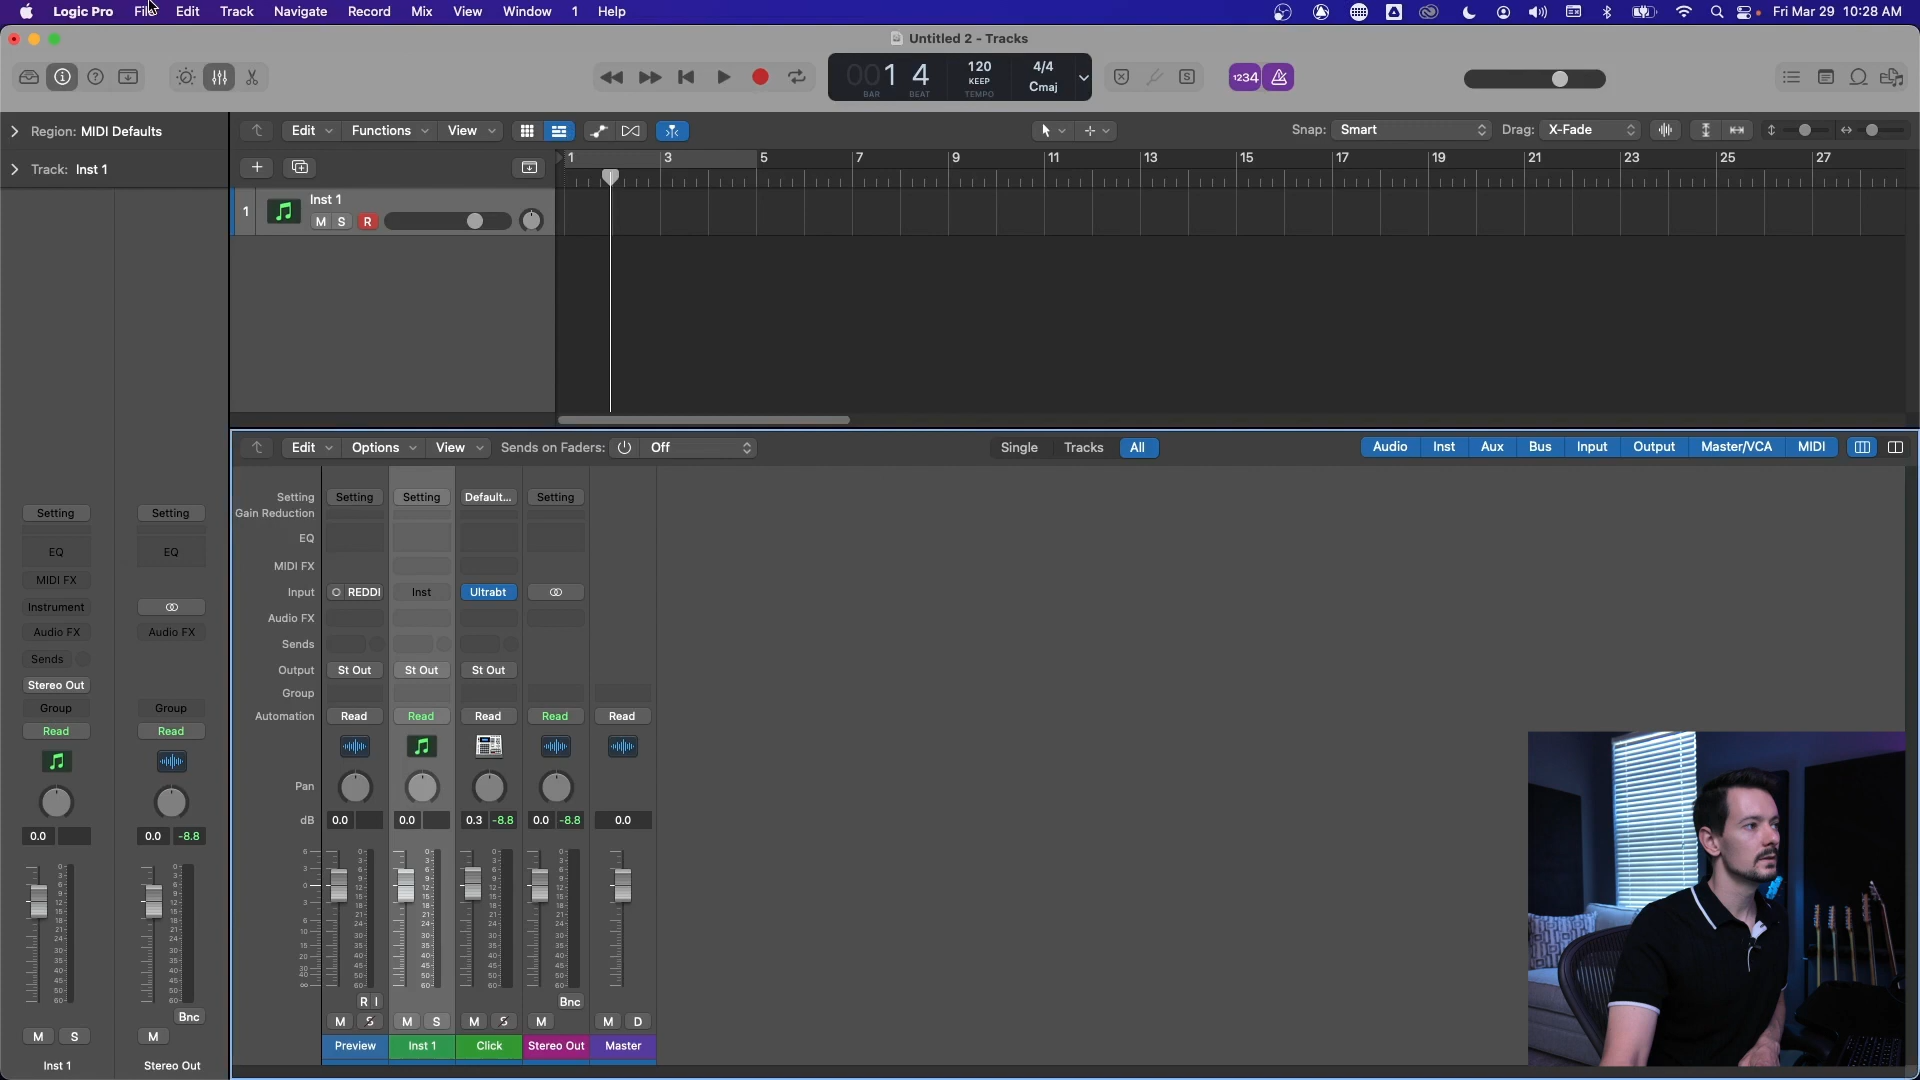 Logic Pro File Edit Track Navigate Record Mix View Window 1 Help Fri Mar 29 10:28 AM
Untitled 2 - Tracks
001 4 120 KEEP 4/4 Cmaj
BAR BEAT TEMPO
S 1234
Region: MIDI Defaults
Track: Inst 1
Edit Functions View Snap: Smart Drag: X-Fade
1 3 5 7 9 11 13 15 17 19 21 23 25 27
1 Inst 1
M S R
Edit Options View Sends on Faders: Off Single Tracks All Audio Inst Aux Bus Input Output Master/VCA MIDI
Setting Setting Setting Default... Setting
Gain Reduction
EQ
MIDI FX
Input REDDI Inst Ultrabt
Audio FX
Sends
Output St Out St Out St Out
Group
Automation Read Read Read Read Read
Pan
dB 0.0 0.0 0.3 -8.8 0.0 -8.8 0.0
R I Bnc
M S M S M S M M D
Preview Inst 1 Click Stereo Out Master
Setting Setting
EQ EQ
MIDI FX
Instrument
Audio FX Audio FX
Sends
Stereo Out
Group Group
Read Read
0.0 0.0 -8.8
Bnc
M S M
Inst 1 Stereo Out